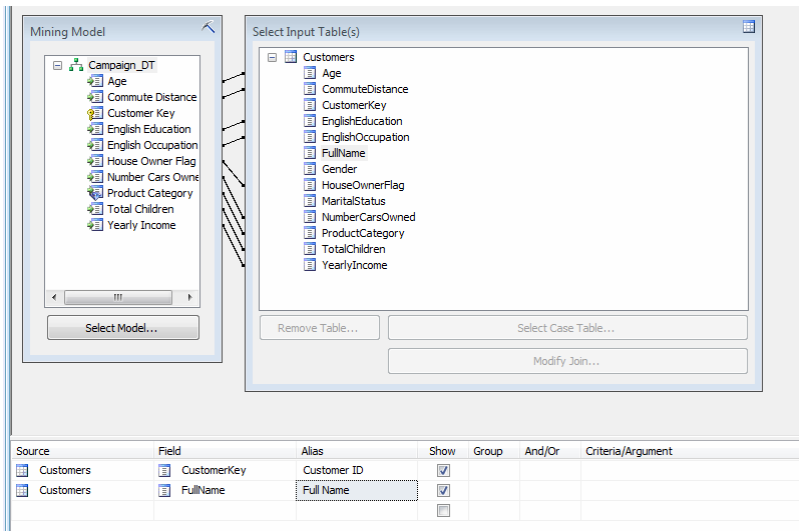 Mining Model
Campaign_DT
Age
Commute Distance
Customer Key
English Education
English Occupation
House Owner Flag
Number Cars Owne
Product Category
Total Children
Yearly Income
Select Model...
Select Input Table(s)
Customers
Age
CommuteDistance
CustomerKey
EnglishEducation
EnglishOccupation
FullName
Gender
HouseOwnerFlag
MaritalStatus
NumberCarsOwned
ProductCategory
TotalChildren
YearlyIncome
Remove Table... Select Case Table...
Modify Join...
Source Field Alias Show Group And/Or Criteria/Argument
Customers CustomerKey Customer ID
Customers FullName Full Name